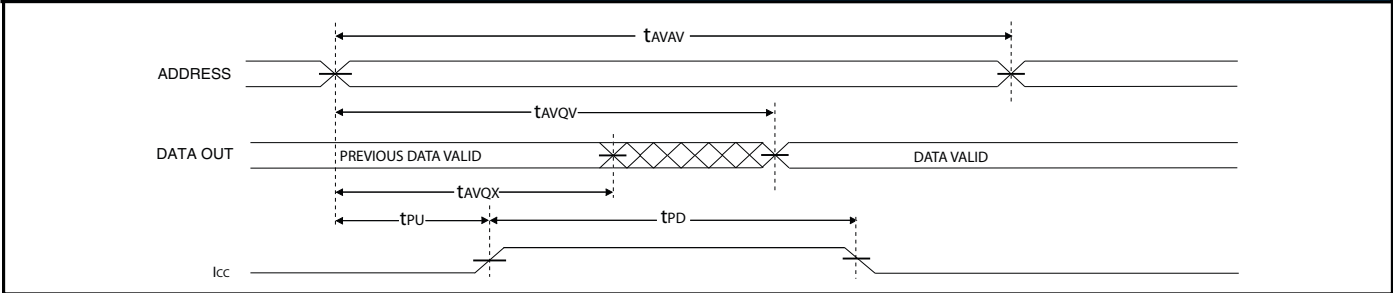 tAVAV
ADDRESS
tAVQV
DATA OUT
PREVIOUS DATA VALID
DATA VALID
tAVQX
tPU
tPD
Icc